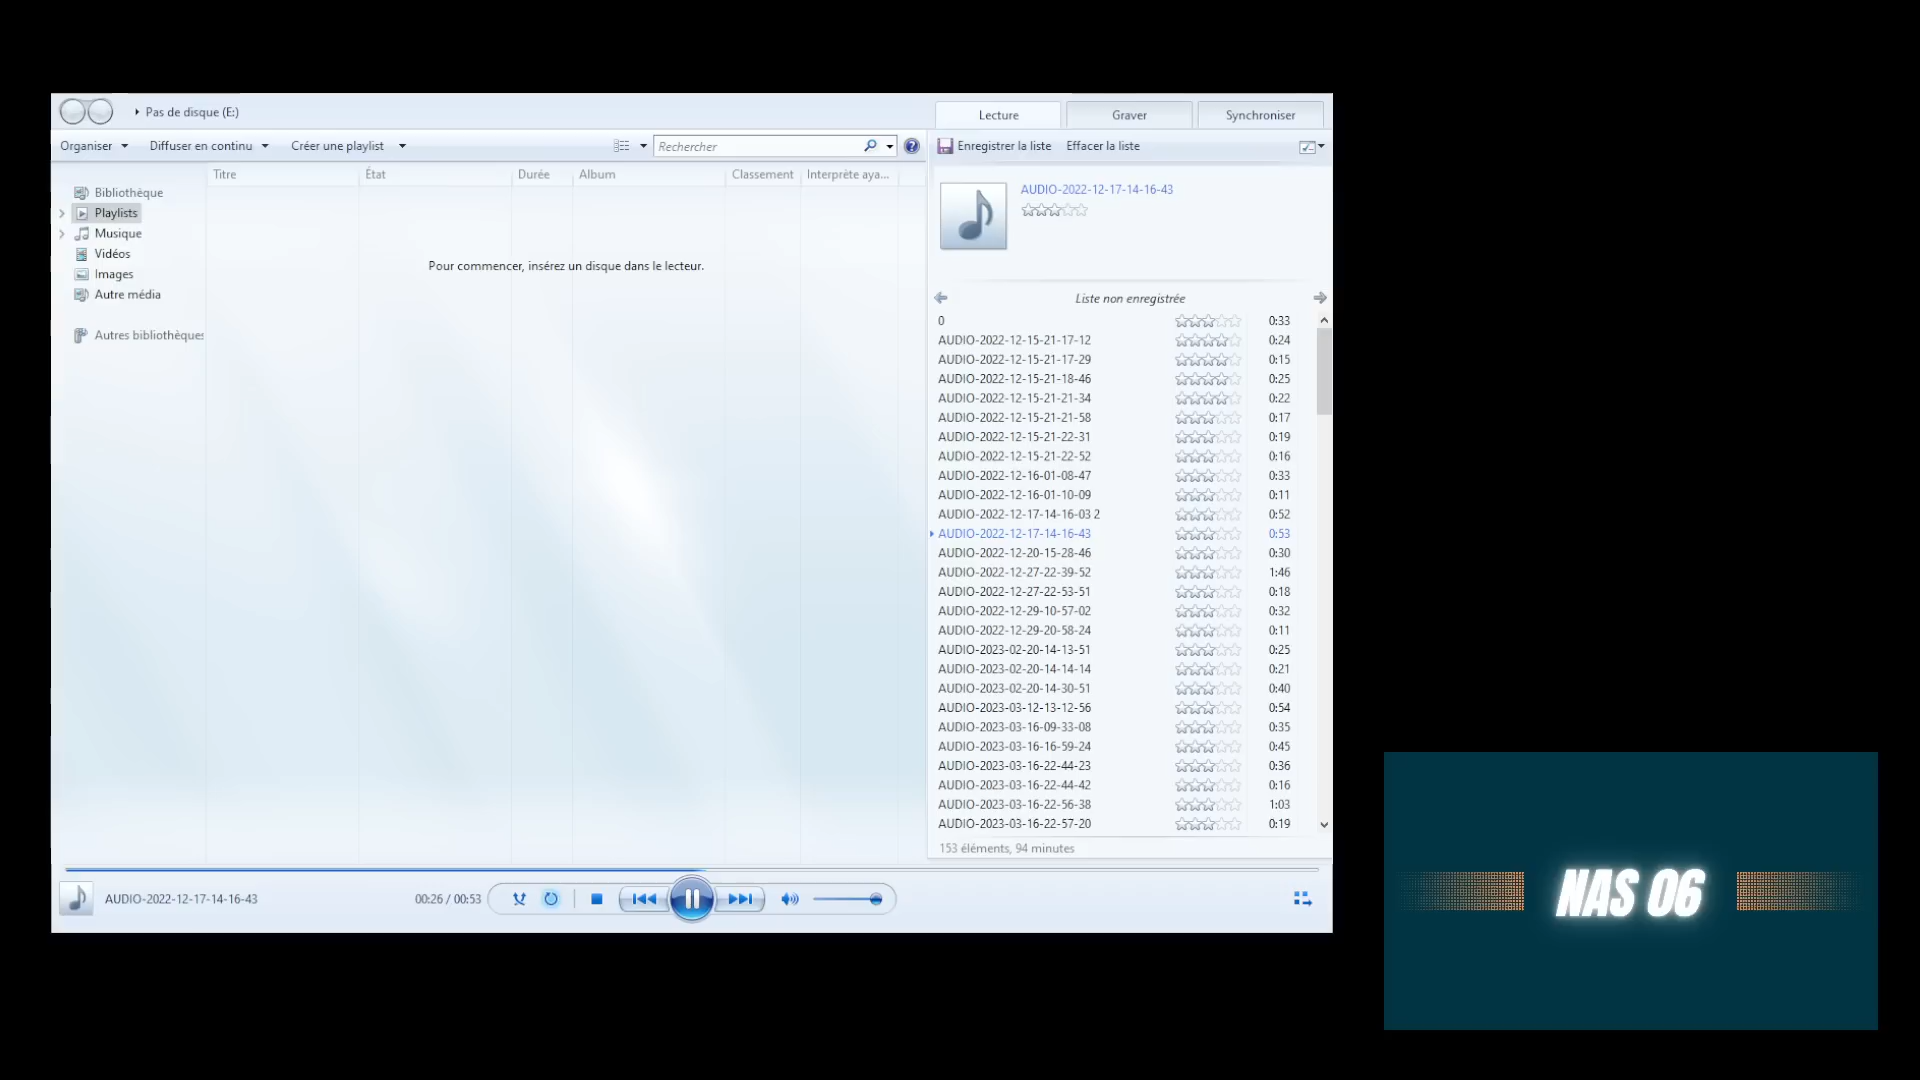 Pas de disque (E:)
Lecture
Graver
Synchroniser
Organiser
Diffuser en continu
Créer une playlist
Rechercher
Enregistrer la liste
Effacer la liste
Titre
État
Durée
Album
Classement
Interprète aya...
Bibliothèque
Playlists
Musique
Vidéos
Images
Autre média
Autres bibliothèques
Pour commencer, insérez un disque dans le lecteur.
AUDIO-2022-12-17-14-16-43
Liste non enregistrée
0 0:33
AUDIO-2022-12-15-21-17-12 0:24
AUDIO-2022-12-15-21-17-29 0:15
AUDIO-2022-12-15-21-18-46 0:25
AUDIO-2022-12-15-21-21-34 0:22
AUDIO-2022-12-15-21-21-58 0:17
AUDIO-2022-12-15-21-22-31 0:19
AUDIO-2022-12-15-21-22-52 0:16
AUDIO-2022-12-16-01-08-47 0:33
AUDIO-2022-12-16-01-10-09 0:11
AUDIO-2022-12-17-14-16-03 2 0:52
AUDIO-2022-12-17-14-16-43 0:53
AUDIO-2022-12-20-15-28-46 0:30
AUDIO-2022-12-27-22-39-52 1:46
AUDIO-2022-12-27-22-53-51 0:18
AUDIO-2022-12-29-10-57-02 0:32
AUDIO-2022-12-29-20-58-24 0:11
AUDIO-2023-02-20-14-13-51 0:25
AUDIO-2023-02-20-14-14-14 0:21
AUDIO-2023-02-20-14-30-51 0:40
AUDIO-2023-03-12-13-12-56 0:54
AUDIO-2023-03-16-09-33-08 0:35
AUDIO-2023-03-16-16-59-24 0:45
AUDIO-2023-03-16-22-44-23 0:36
AUDIO-2023-03-16-22-44-42 0:16
AUDIO-2023-03-16-22-56-38 1:03
AUDIO-2023-03-16-22-57-20 0:19
153 éléments, 94 minutes
AUDIO-2022-12-17-14-16-43
00:26 / 00:53
NAS 06